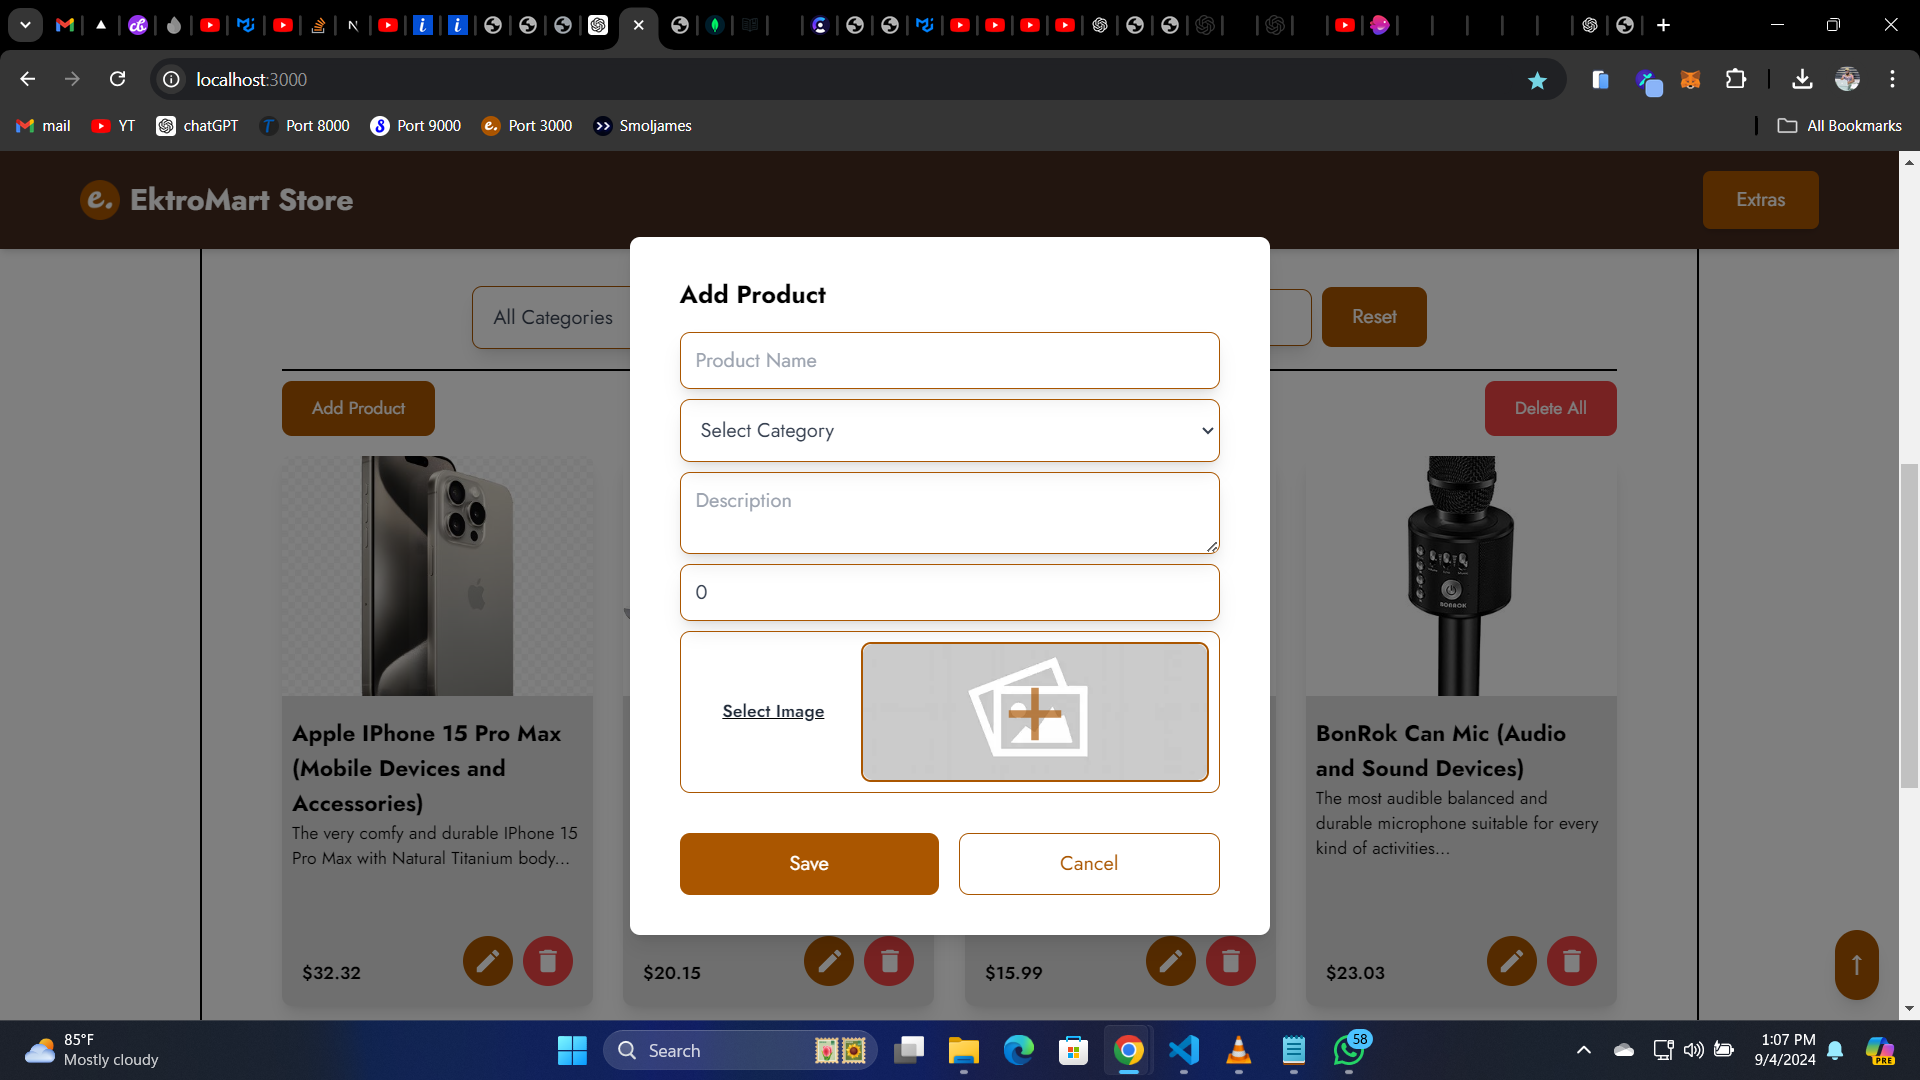 localhost:3000
mail
YT
chatGPT
Port 8000
Port 9000
Port 3000
Smoljames
All Bookmarks
e. EktroMart Store
Extras
All Categories
Reset
Add Product
Delete All
Add Product
Product Name
Select Category
Description
0
Select Image
Save
Cancel
Apple IPhone 15 Pro Max
(Mobile Devices and
Accessories)
The very comfy and durable IPhone 15
Pro Max with Natural Titanium body...
$32.32
$20.15
$15.99
BONROK
BonRok Can Mic (Audio
and Sound Devices)
The most audible balanced and
durable microphone suitable for every
kind of activities...
$23.03
85°F
Mostly cloudy
Search
58
1:07 PM
9/4/2024
PRE